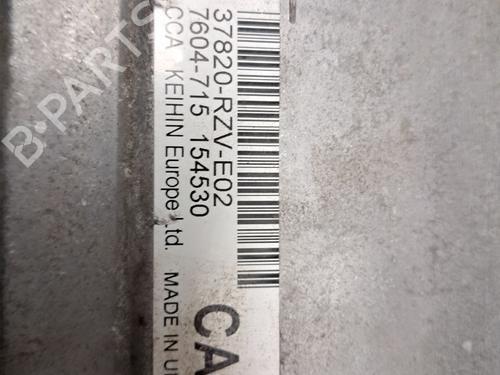 37820-RZV-E02
7604-715 154530
CCA KEIHIN Europe Ltd. MADE IN
CA
B-PARTS